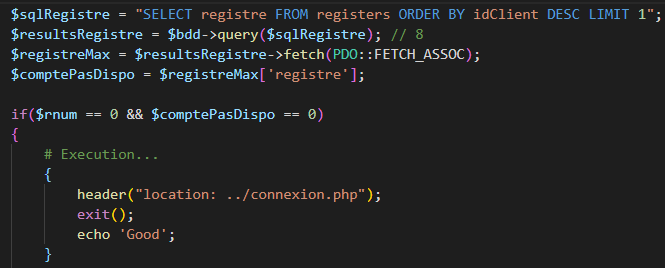 $sqlRegistre = "SELECT registre FROM registers ORDER BY idClient DESC LIMIT 1";
$resultsRegistre = $bdd->query($sqlRegistre); // 8
$registreMax = $resultsRegistre->fetch(PDO::FETCH_ASSOC);
$comptePasDispo = $registreMax['registre'];
if($rnum == 0 && $comptePasDispo == 0)
{
# Execution...
{
header("location: ../connexion.php");
exit();
echo 'Good';
}